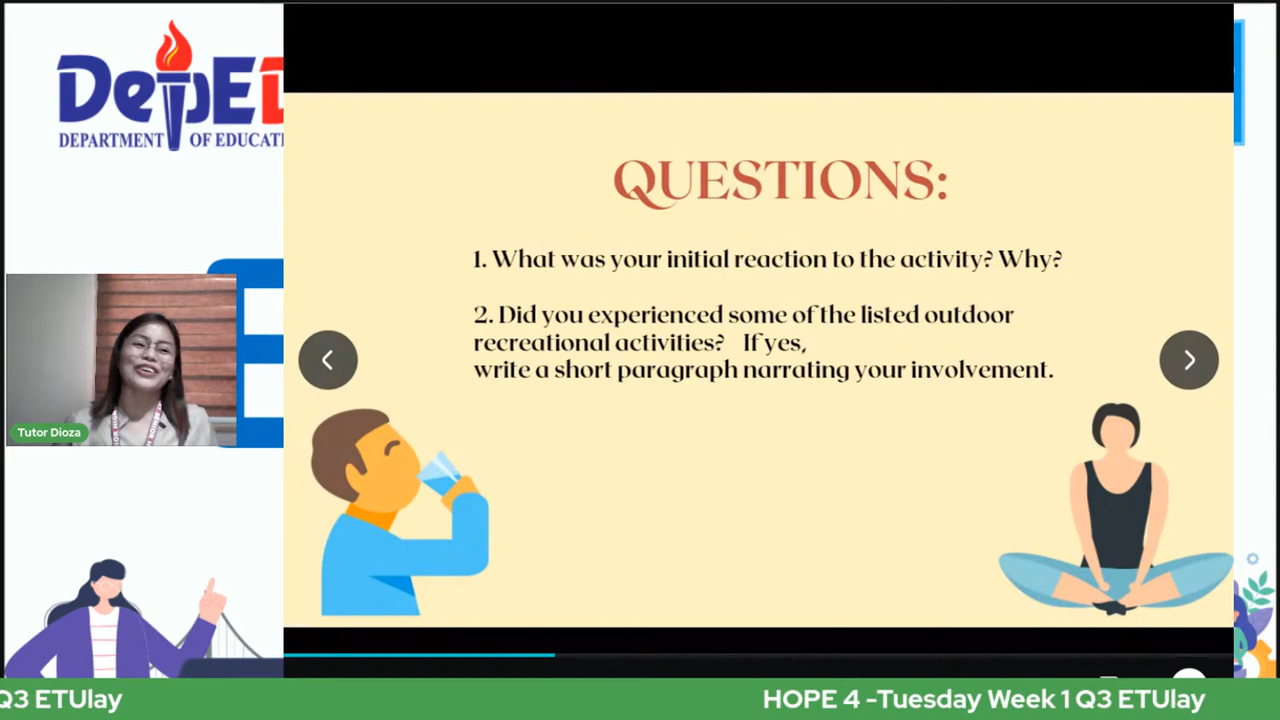 DepE
DEPARTMENT OF EDUCATI
QUESTIONS:
1. What was your initial reaction to the activity? Why?
2. Did you experienced some of the listed outdoor
recreational activities? If yes,
write a short paragraph narrating your involvement.
Tutor Dioza
Q3 ETUlay
HOPE 4 -Tuesday Week 1 Q3 ETUlay